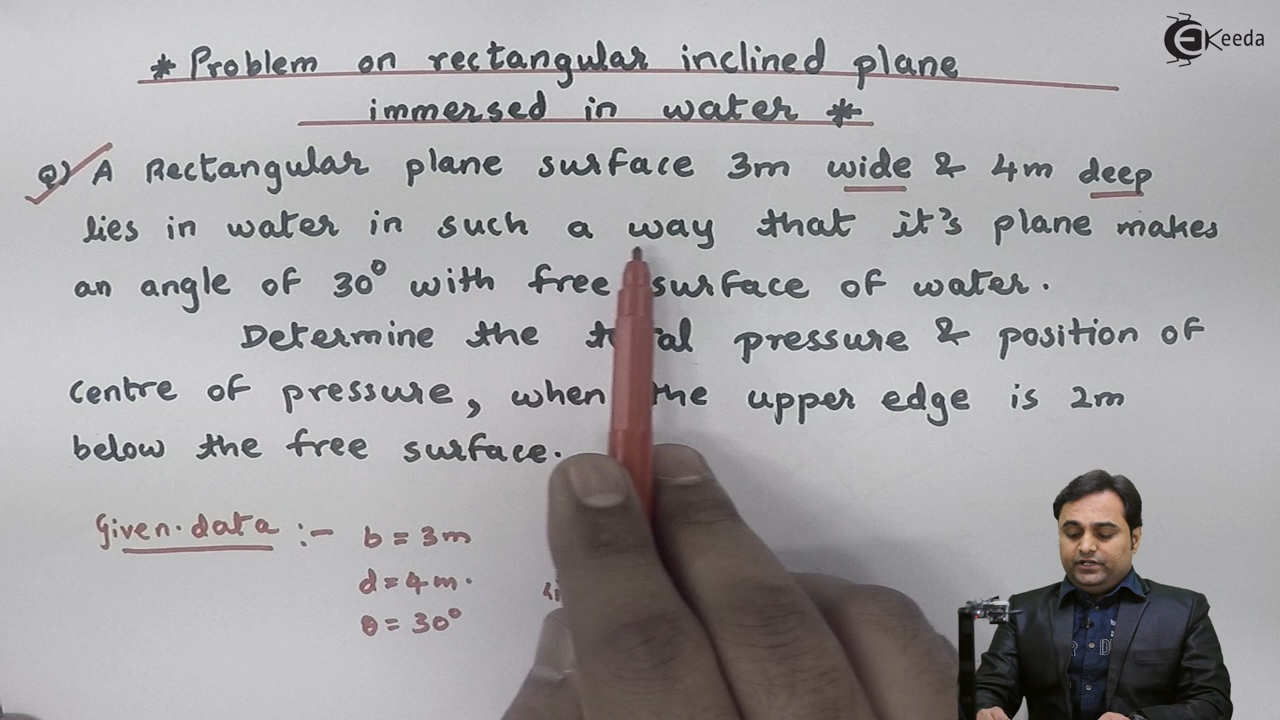 EKeeda
* Problem on rectangular inclined plane
immersed in water *
Q) A Rectangular plane surface 3m wide & 4m deep
lies in water in such a way that it's plane makes
an angle of 30° with free surface of water.
Determine the pressure & position of
centre of pressure, when the upper edge is 2m
below the free surface.
Given data :- b = 3m
d = 4m.
θ = 30°